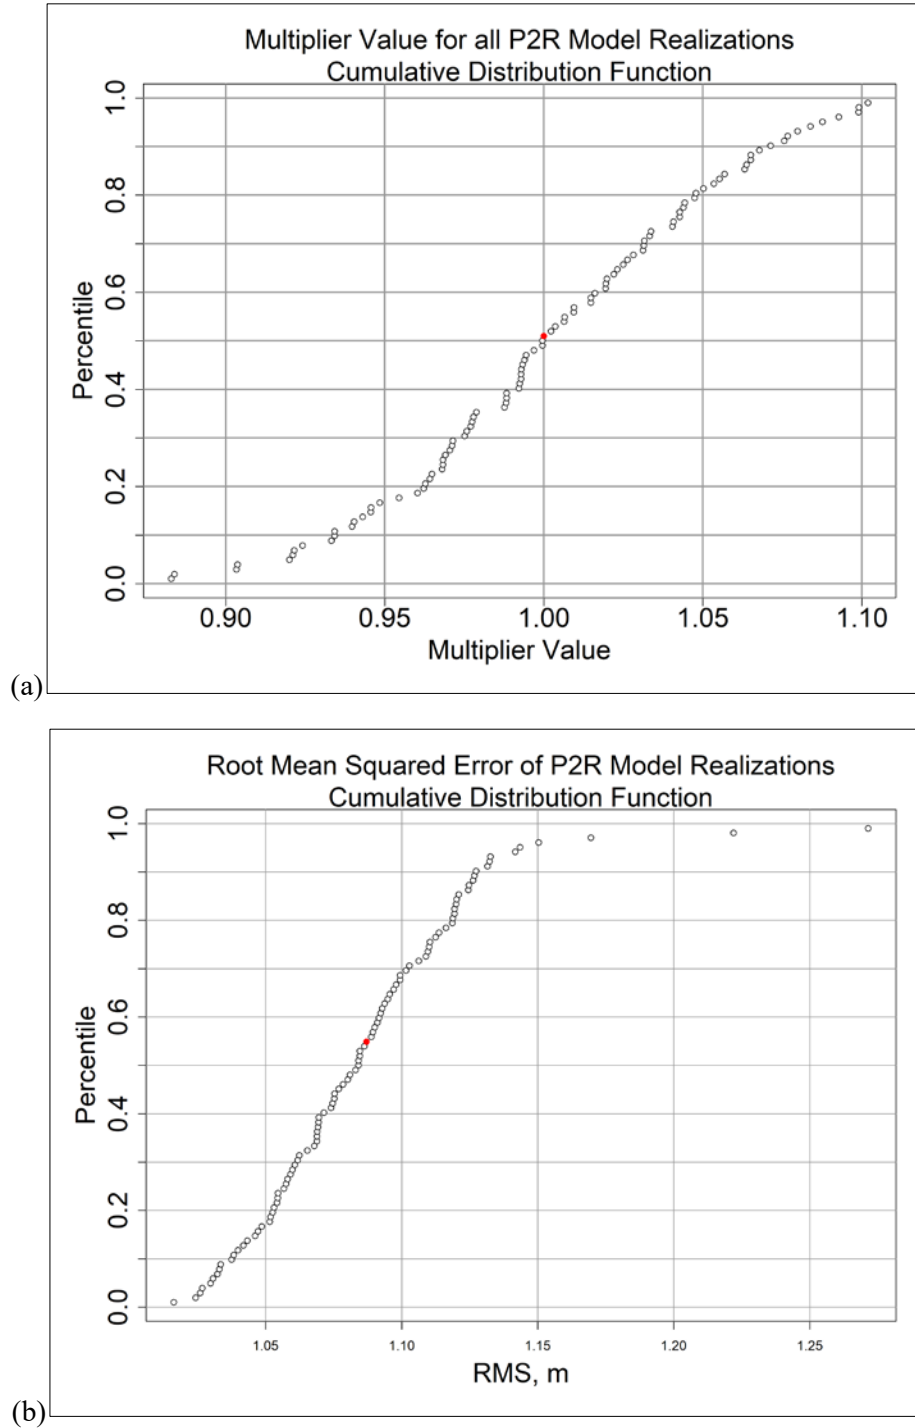 Multiplier Value for all P2R Model Realizations
Cumulative Distribution Function
1.0
0.8
0.6
0.4
0.2
0.0
Percentile
0.90 0.95 1.00 1.05 1.10
Multiplier Value
(a)
Root Mean Squared Error of P2R Model Realizations
Cumulative Distribution Function
1.0
0.8
0.6
0.4
0.2
0.0
Percentile
1.05 1.10 1.15 1.20 1.25
RMS, m
(b)